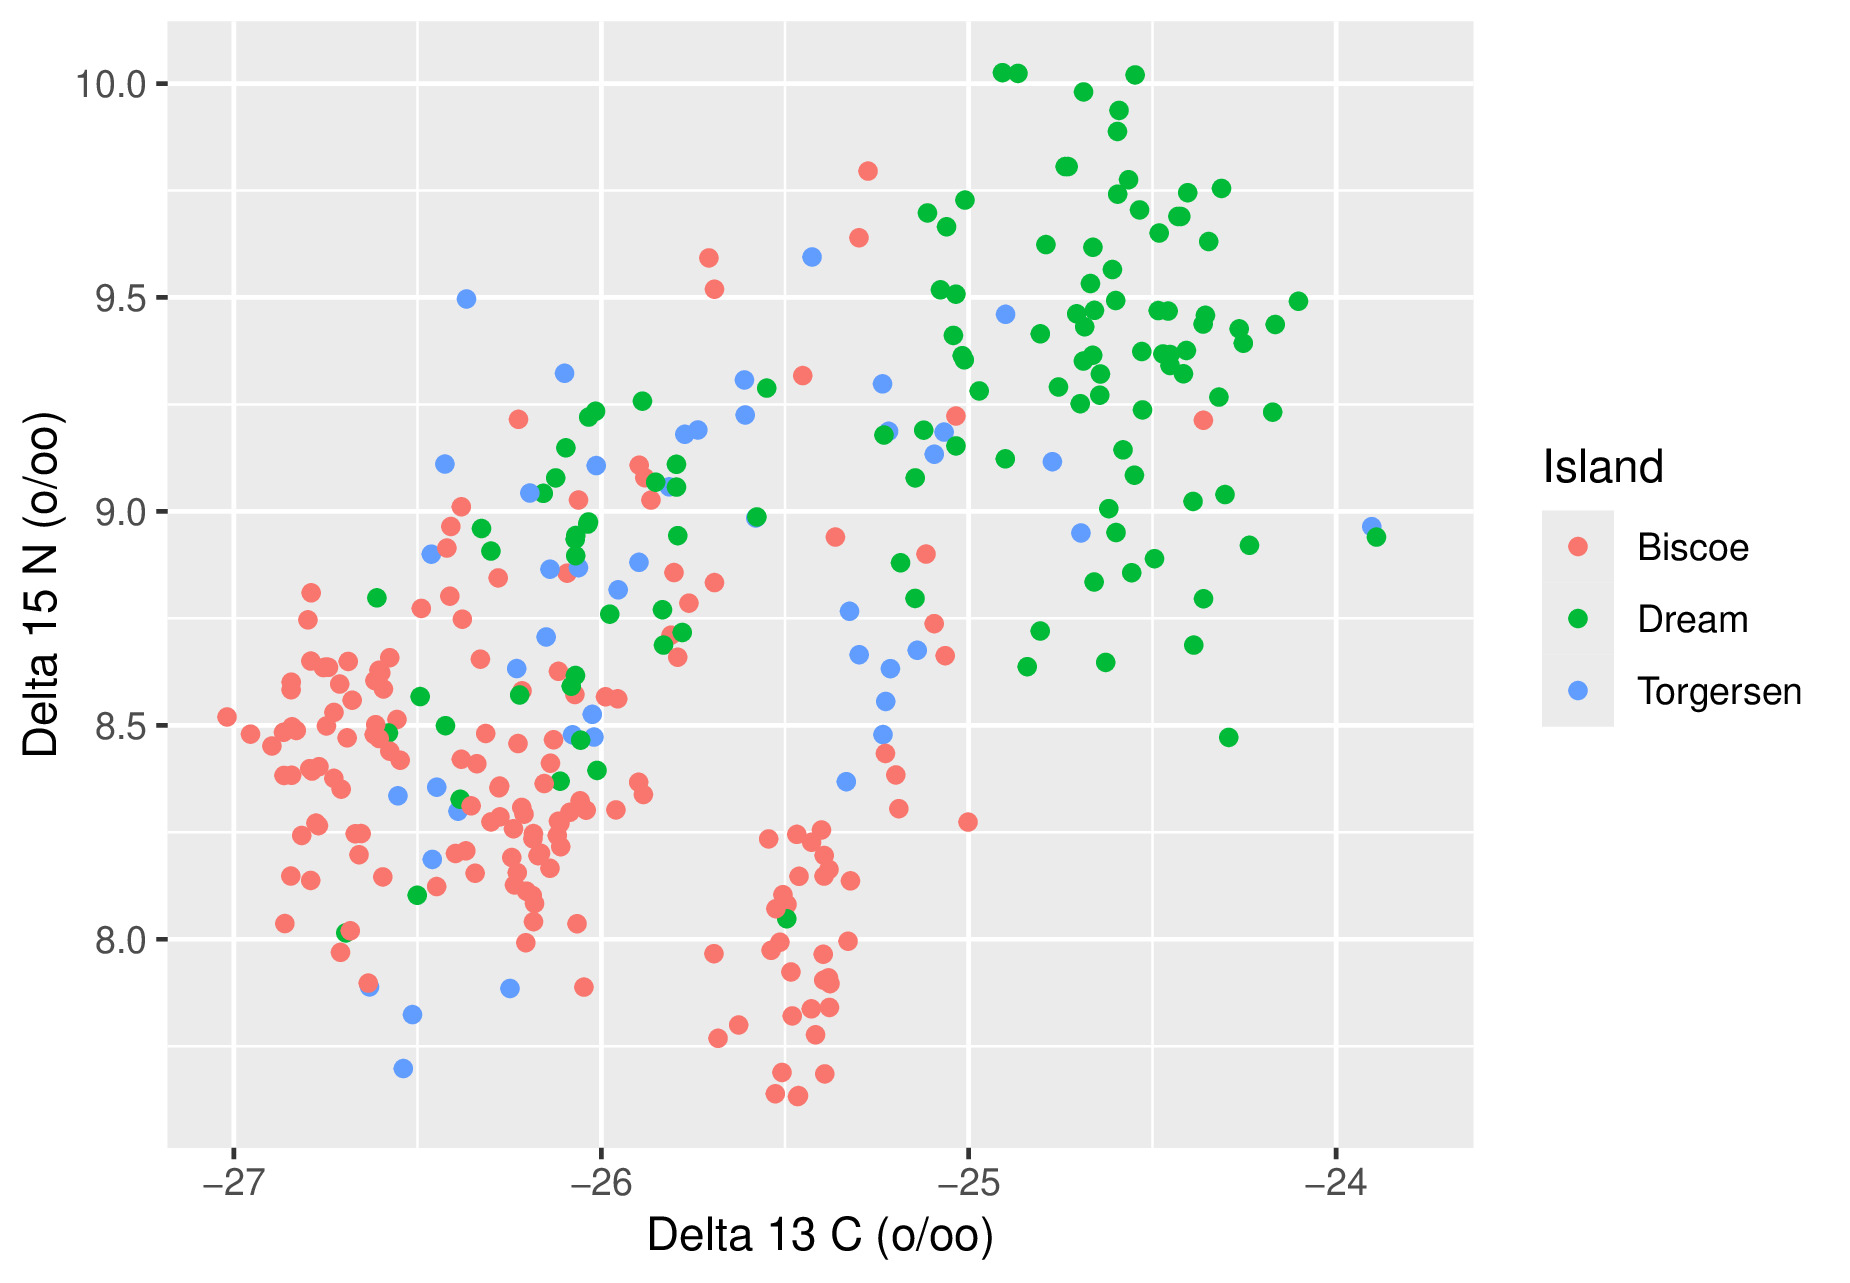 Delta 15 N (o/oo)
10.0
9.5
9.0
8.5
8.0
−27
−26
−25
−24
Delta 13 C (o/oo)
Island
Biscoe
Dream
Torgersen